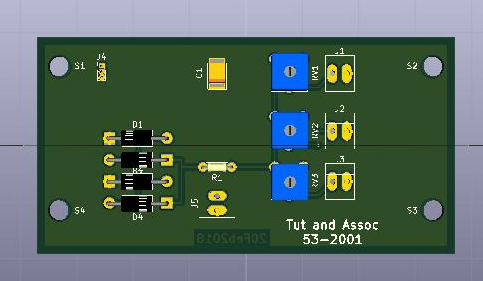 J4
S1
C1
RV1
J1
S2
D1
RV2
J2
R4
R1
RV3
J3
S4
D4
J5
S3
Tut and Assoc
53-2001
20Feb2018